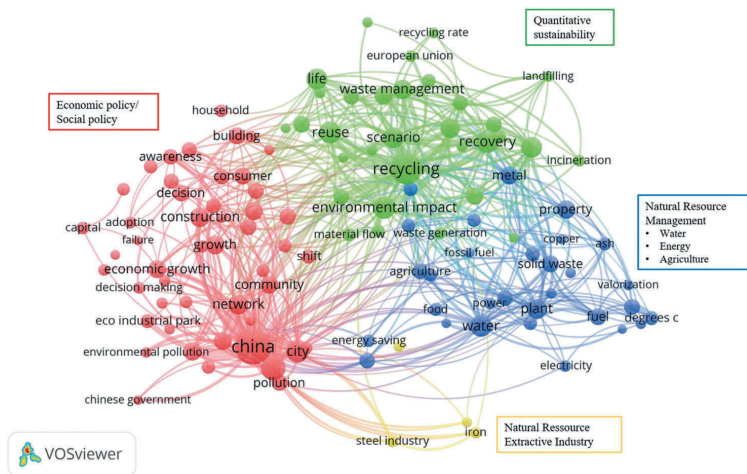 Quantitative
sustainability
recycling rate
european union
life
waste management
landfilling
Economic policy/
Social policy
household
building
reuse
scenario
recovery
awareness
incineration
consumer
recycling
metal
decision
capital
adoption
construction
environmental impact
property
Natural Resource
Management
• Water
• Energy
• Agriculture
failure
growth
material flow
waste generation
copper
ash
shift
fossil fuel
solid waste
economic growth
agriculture
decision making
community
valorization
network
food
power
plant
eco industrial park
water
fuel
degrees c
environmental pollution
china
city
energy saving
pollution
electricity
chinese government
Natural Ressource
Extractive Industry
iron
steel industry
VOSviewer